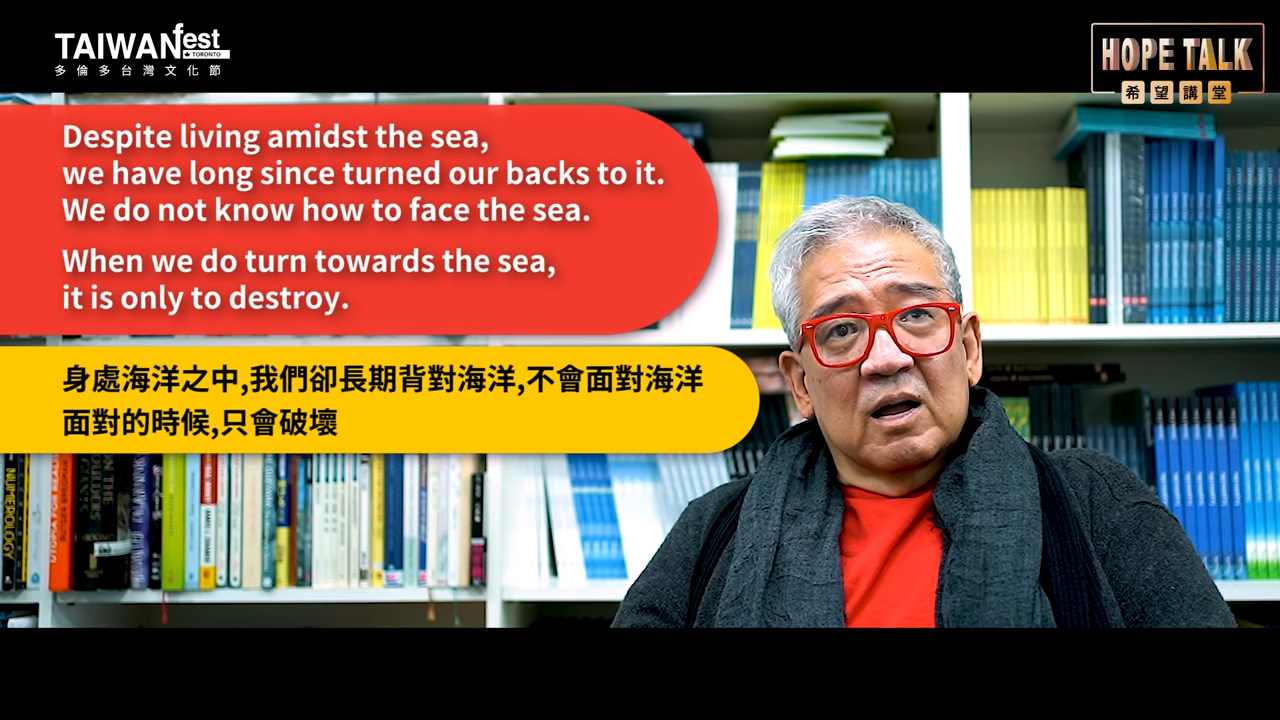 TAIWANfest
TORONTO
多倫多台灣文化節
HOPE TALK
希望講堂
Despite living amidst the sea,
we have long since turned our backs to it.
We do not know how to face the sea.
When we do turn towards the sea,
it is only to destroy.
身處海洋之中,我們卻長期背對海洋,不會面對海洋
面對的時候,只會破壞
NUMEROLOGY